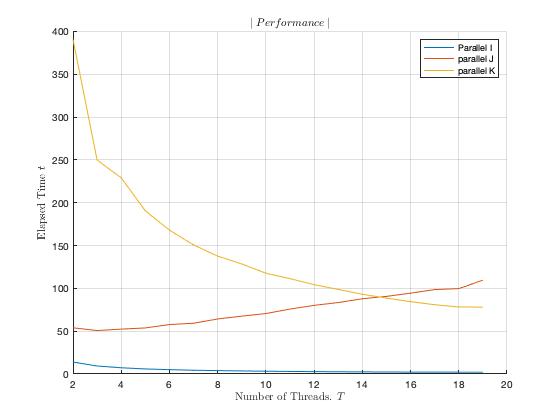 | Performance |
Parallel I
parallel J
parallel K
Elapsed Time t
400
350
300
250
200
150
100
50
0
2 4 6 8 10 12 14 16 18 20
Number of Threads. T